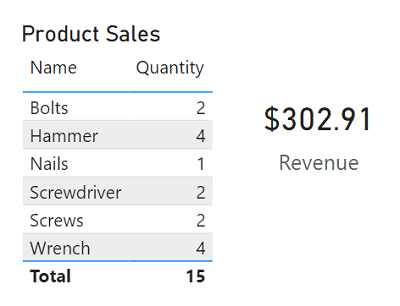 Product Sales
Name Quantity
Bolts 2
Hammer 4
Nails 1
Screwdriver 2
Screws 2
Wrench 4
Total 15
$302.91
Revenue